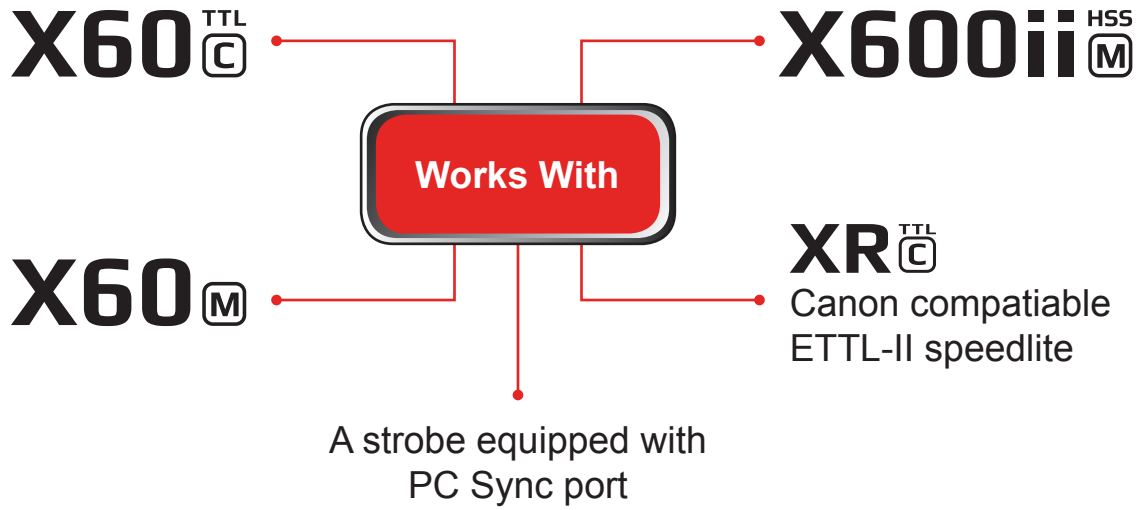 X60 TTL C
X600ii HSS M
Works With
X60 M
XR TTL C
Canon compatiable
ETTL-II speedlite
A strobe equipped with
PC Sync port